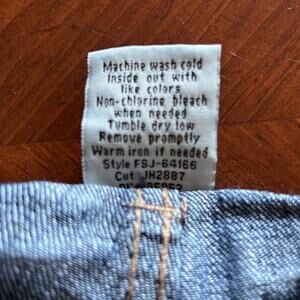 Machine wash cold
inside out with
like colors
Non-chlorine bleach
when needed
Tumble dry low
Remove promptly
Warm iron if needed
Style FSJ-64166
Cut JH2887